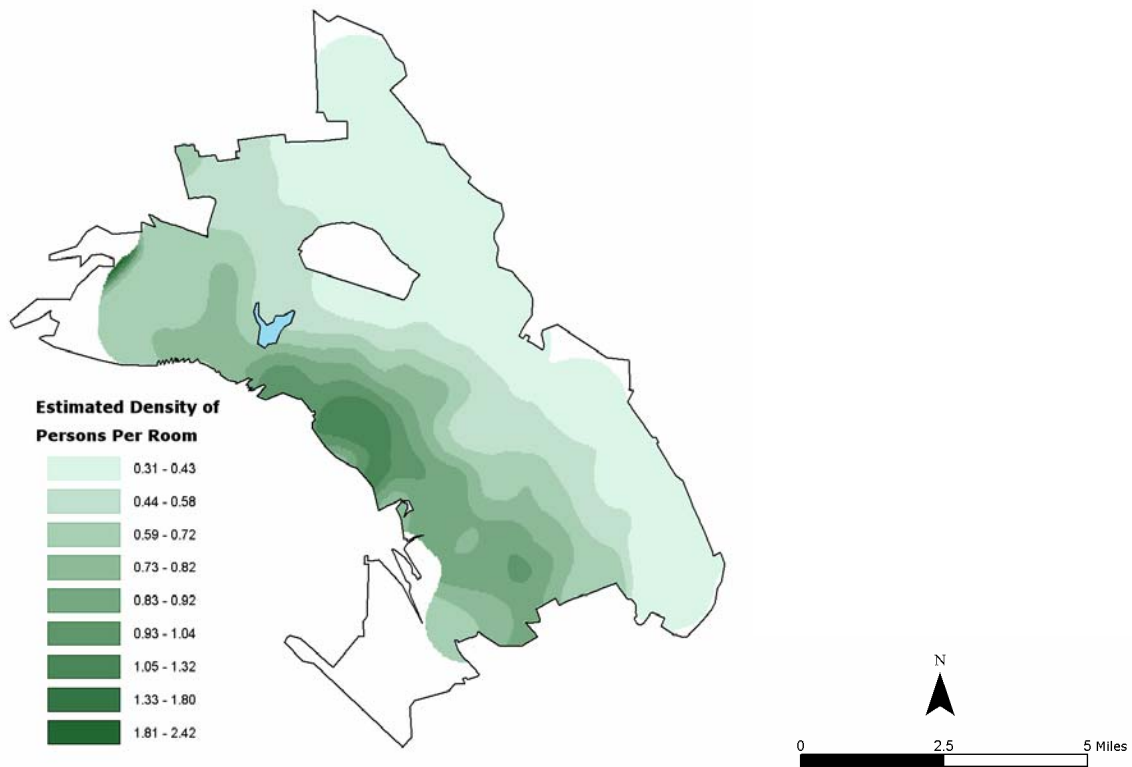 Estimated Density of
Persons Per Room
0.31 - 0.43
0.44 - 0.58
0.59 - 0.72
0.73 - 0.82
0.83 - 0.92
0.93 - 1.04
1.05 - 1.32
1.33 - 1.80
1.81 - 2.42
N
0 2.5 5 Miles